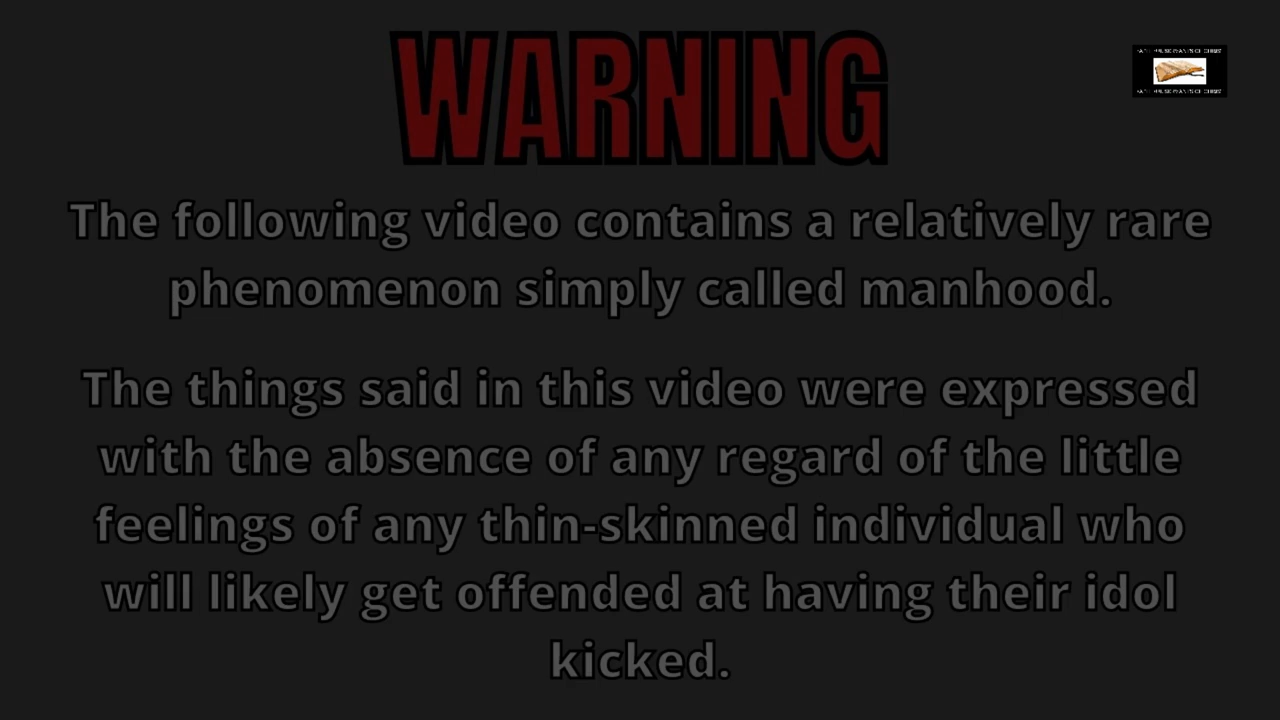 WARNING
The following video contains a relatively rare
phenomenon simply called manhood.
The things said in this video were expressed
with the absence of any regard of the little
feelings of any thin-skinned individual who
will likely get offended at having their idol
kicked.